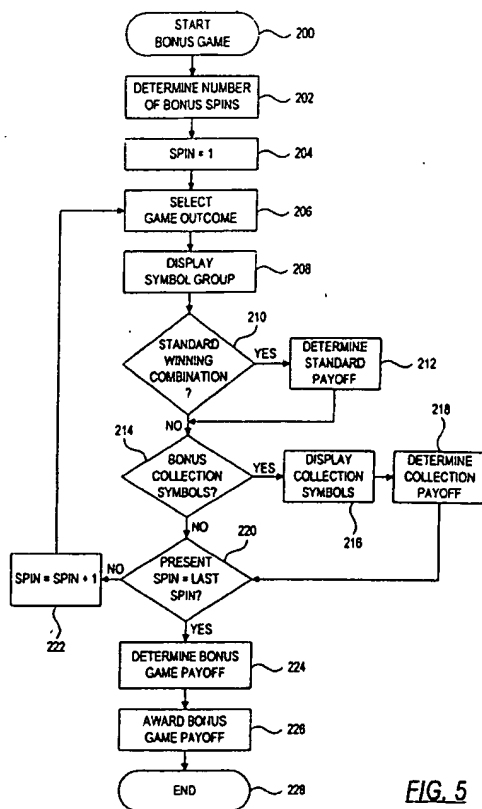 START
BONUS GAME
200
DETERMINE NUMBER
OF BONUS SPINS
202
SPIN = 1
204
SELECT
GAME OUTCOME
206
DISPLAY
SYMBOL GROUP
208
210
STANDARD
WINNING
COMBINATION
?
YES
DETERMINE
STANDARD
PAYOFF
212
NO
214
BONUS
COLLECTION
SYMBOLS?
YES
DISPLAY
COLLECTION
SYMBOLS
216
218
DETERMINE
COLLECTION
PAYOFF
NO
220
PRESENT
SPIN = LAST
SPIN?
NO
SPIN = SPIN + 1
222
YES
DETERMINE BONUS
GAME PAYOFF
224
AWARD BONUS
GAME PAYOFF
226
END
228
FIG. 5